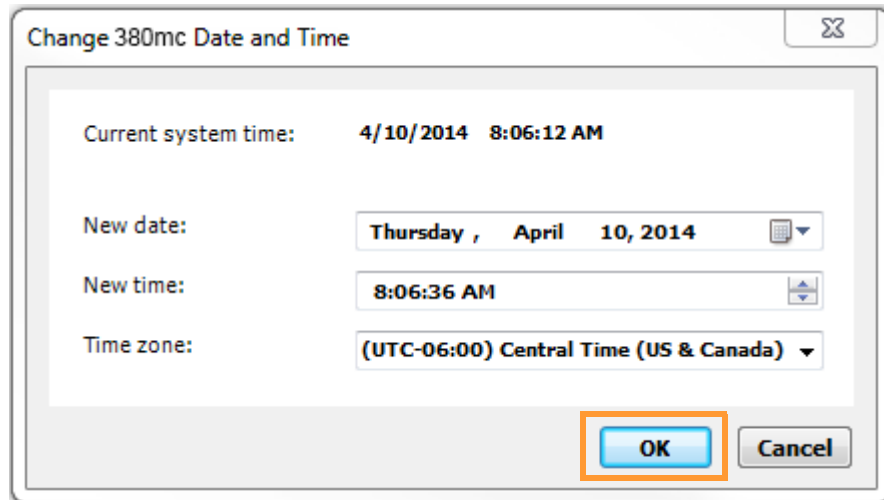 Change 380mc Date and Time
Current system time: 4/10/2014 8:06:12 AM
New date: Thursday , April 10, 2014
New time: 8:06:36 AM
Time zone: (UTC-06:00) Central Time (US & Canada)
OK Cancel